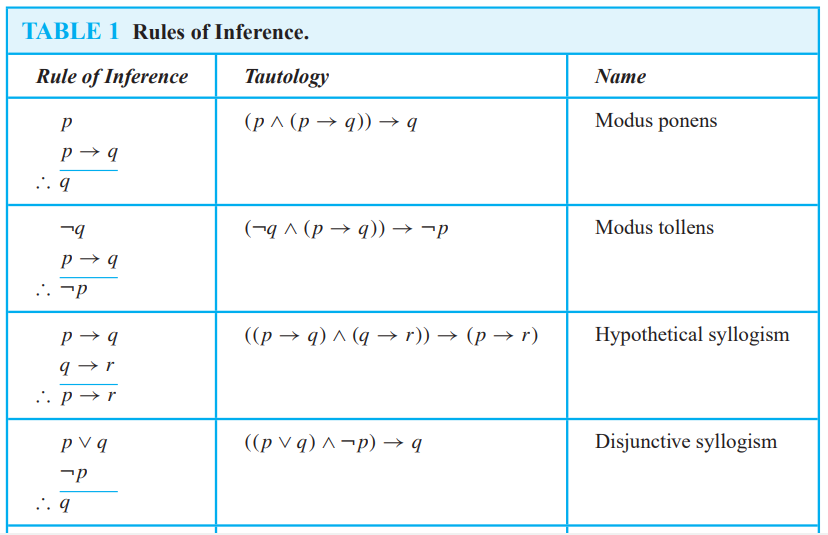 TABLE 1 Rules of Inference.
Rule of Inference Tautology Name
p (p ∧ (p → q)) → q Modus ponens
p → q
∴ q
¬q (¬q ∧ (p → q)) → ¬p Modus tollens
p → q
∴ ¬p
p → q ((p → q) ∧ (q → r)) → (p → r) Hypothetical syllogism
q → r
∴ p → r
p ∨ q ((p ∨ q) ∧ ¬p) → q Disjunctive syllogism
¬p
∴ q